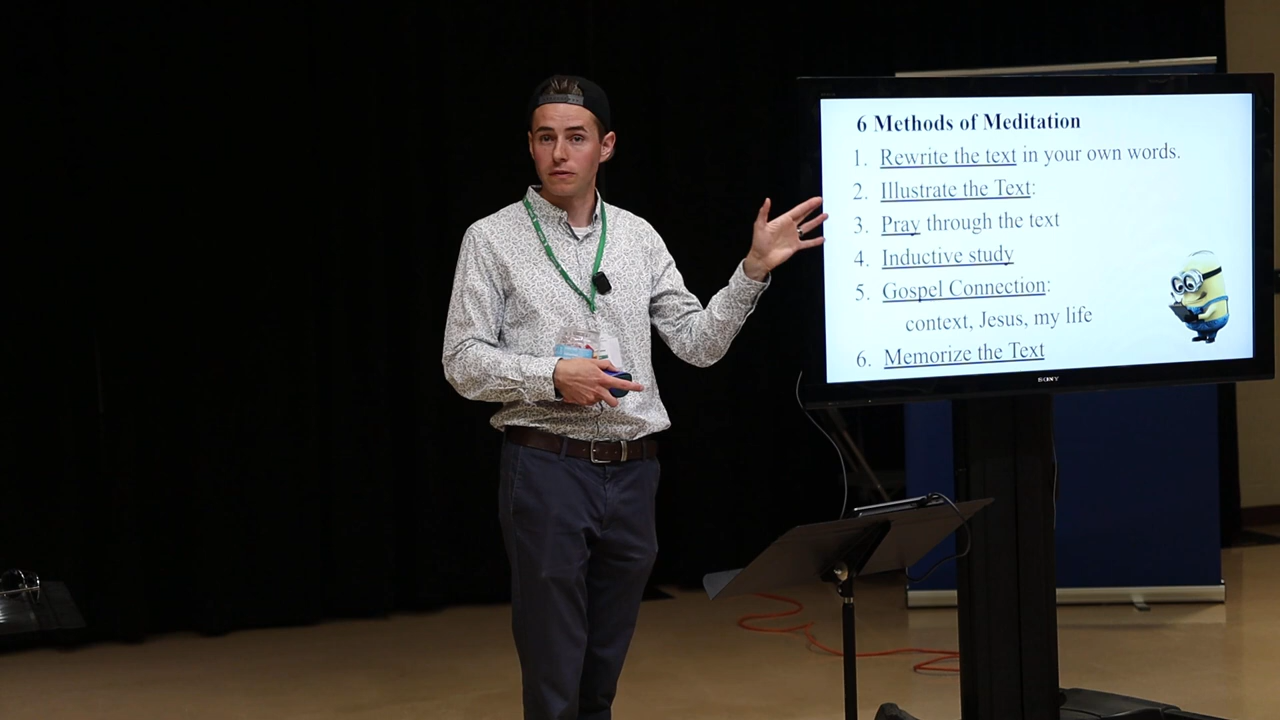 6 Methods of Meditation
1. Rewrite the text in your own words.
2. Illustrate the Text:
3. Pray through the text
4. Inductive study
5. Gospel Connection:
context, Jesus, my life
6. Memorize the Text
SONY